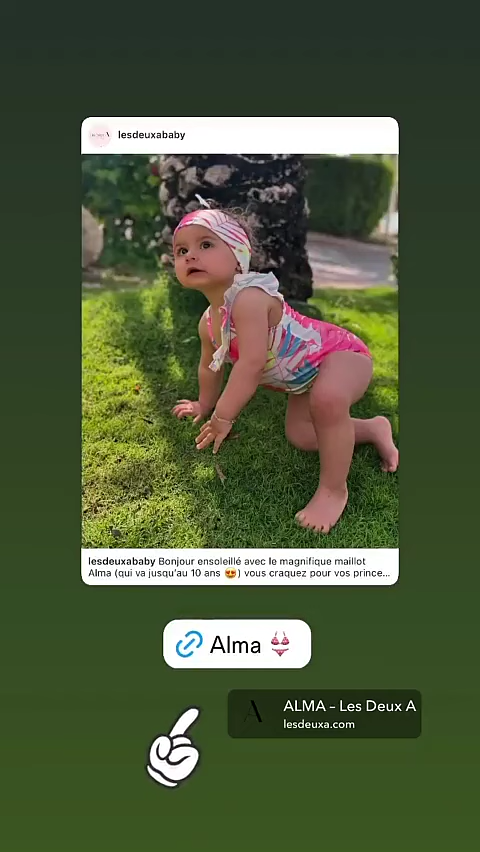 lesdeuxababy
lesdeuxababy Bonjour ensoleillé avec le magnifique maillot
Alma (qui va jusqu'au 10 ans 😍) vous craquez pour vos prince...
Alma 👙
ALMA – Les Deux A
lesdeuxa.com